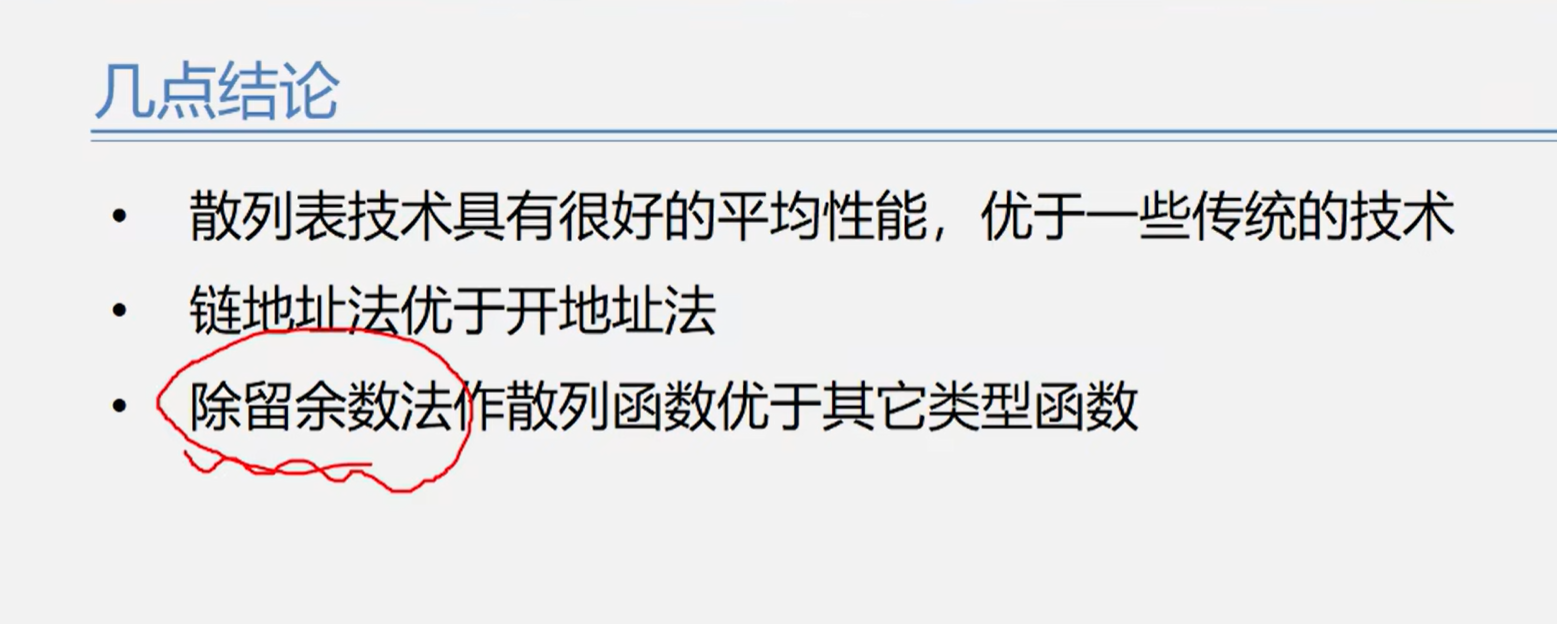 几点结论
• 散列表技术具有很好的平均性能，优于一些传统的技术
• 链地址法优于开地址法
• 除留余数法作散列函数优于其它类型函数